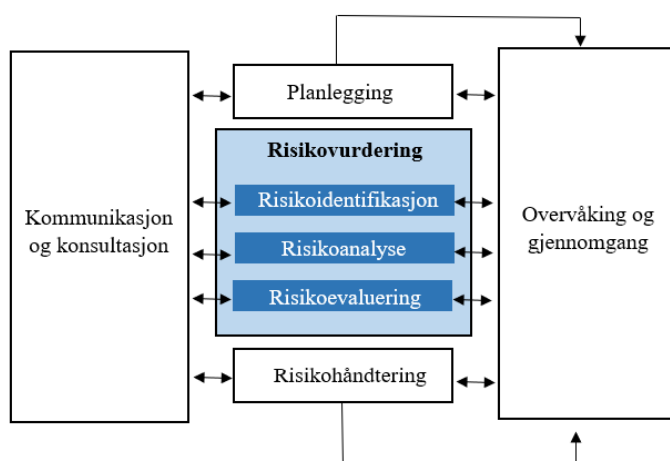 Planlegging
Risikovurdering
Kommunikasjon
og konsultasjon
Risikoidentifikasjon
Risikoanalyse
Risikoevaluering
Overvåking og
gjennomgang
Risikohåndtering